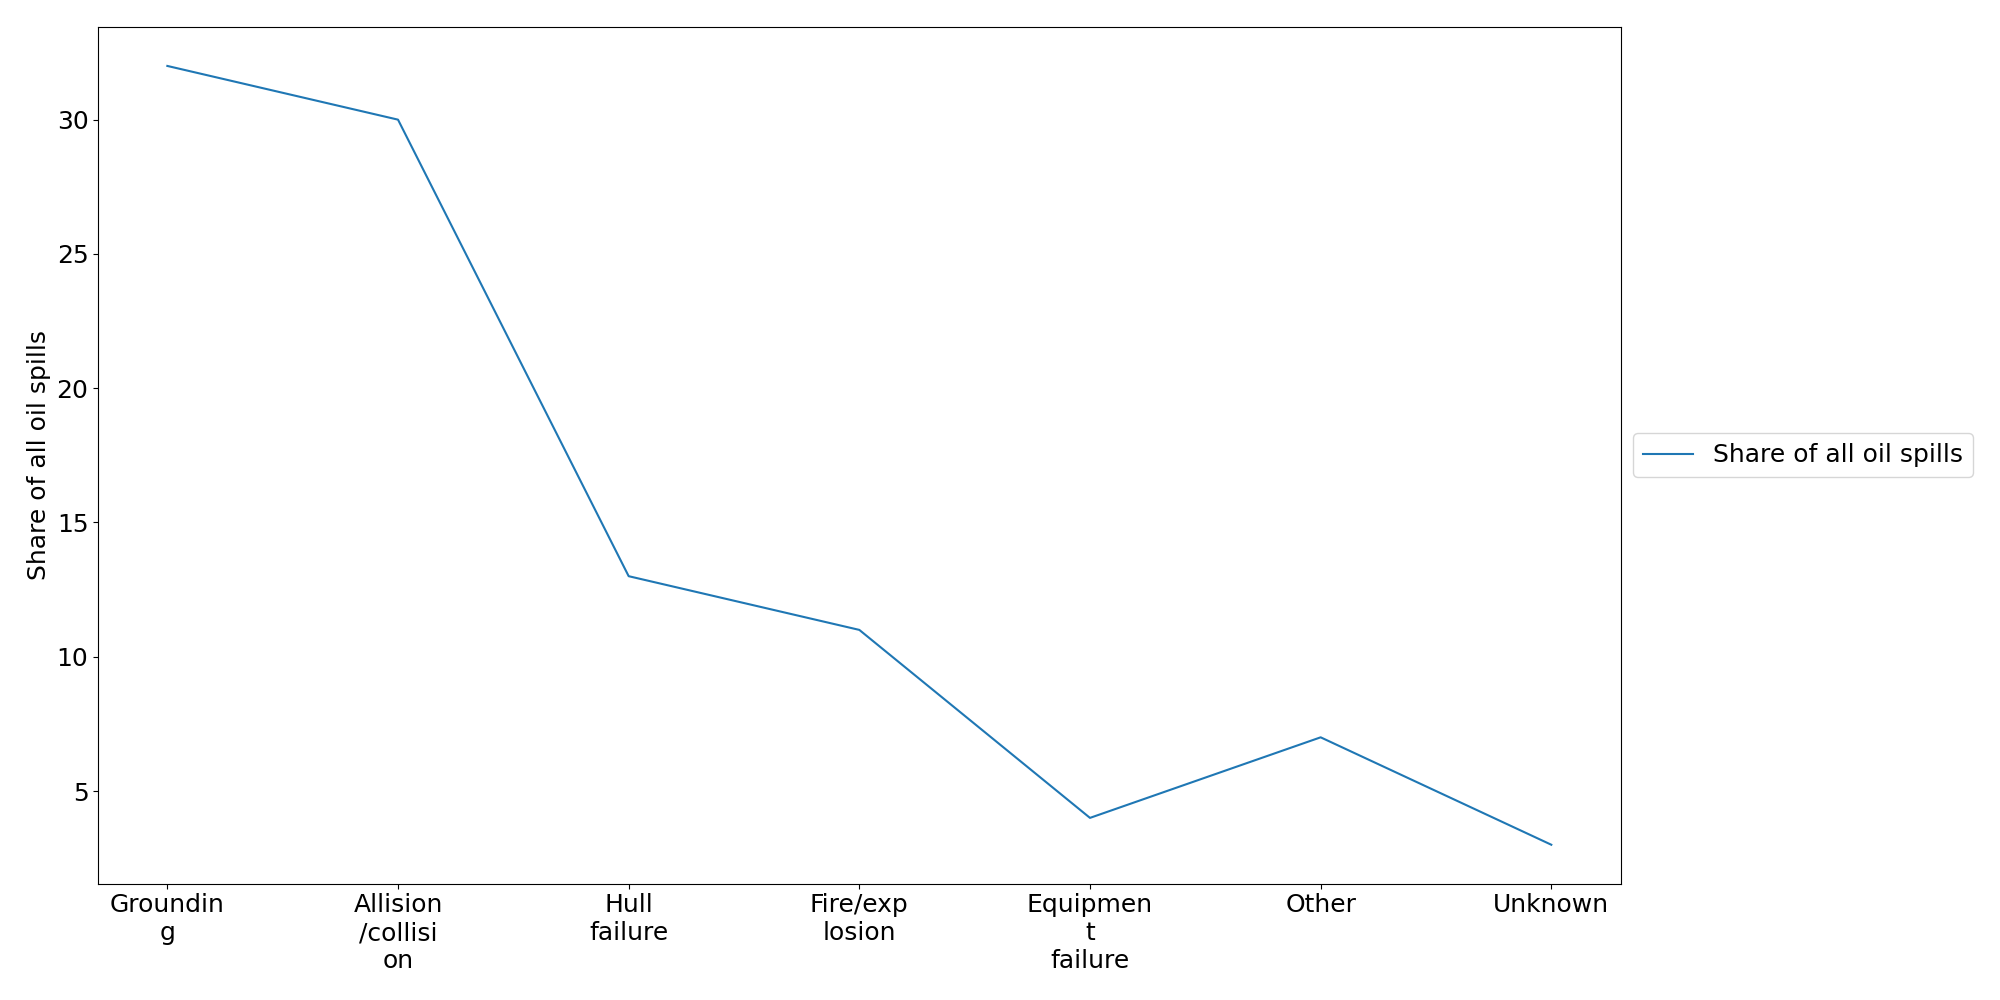 Share of all oil spills
30
25
20
15
10
5
Groundin
g
Allision
/collisi
on
Hull
failure
Fire/exp
losion
Equipmen
t
failure
Other
Unknown
Share of all oil spills